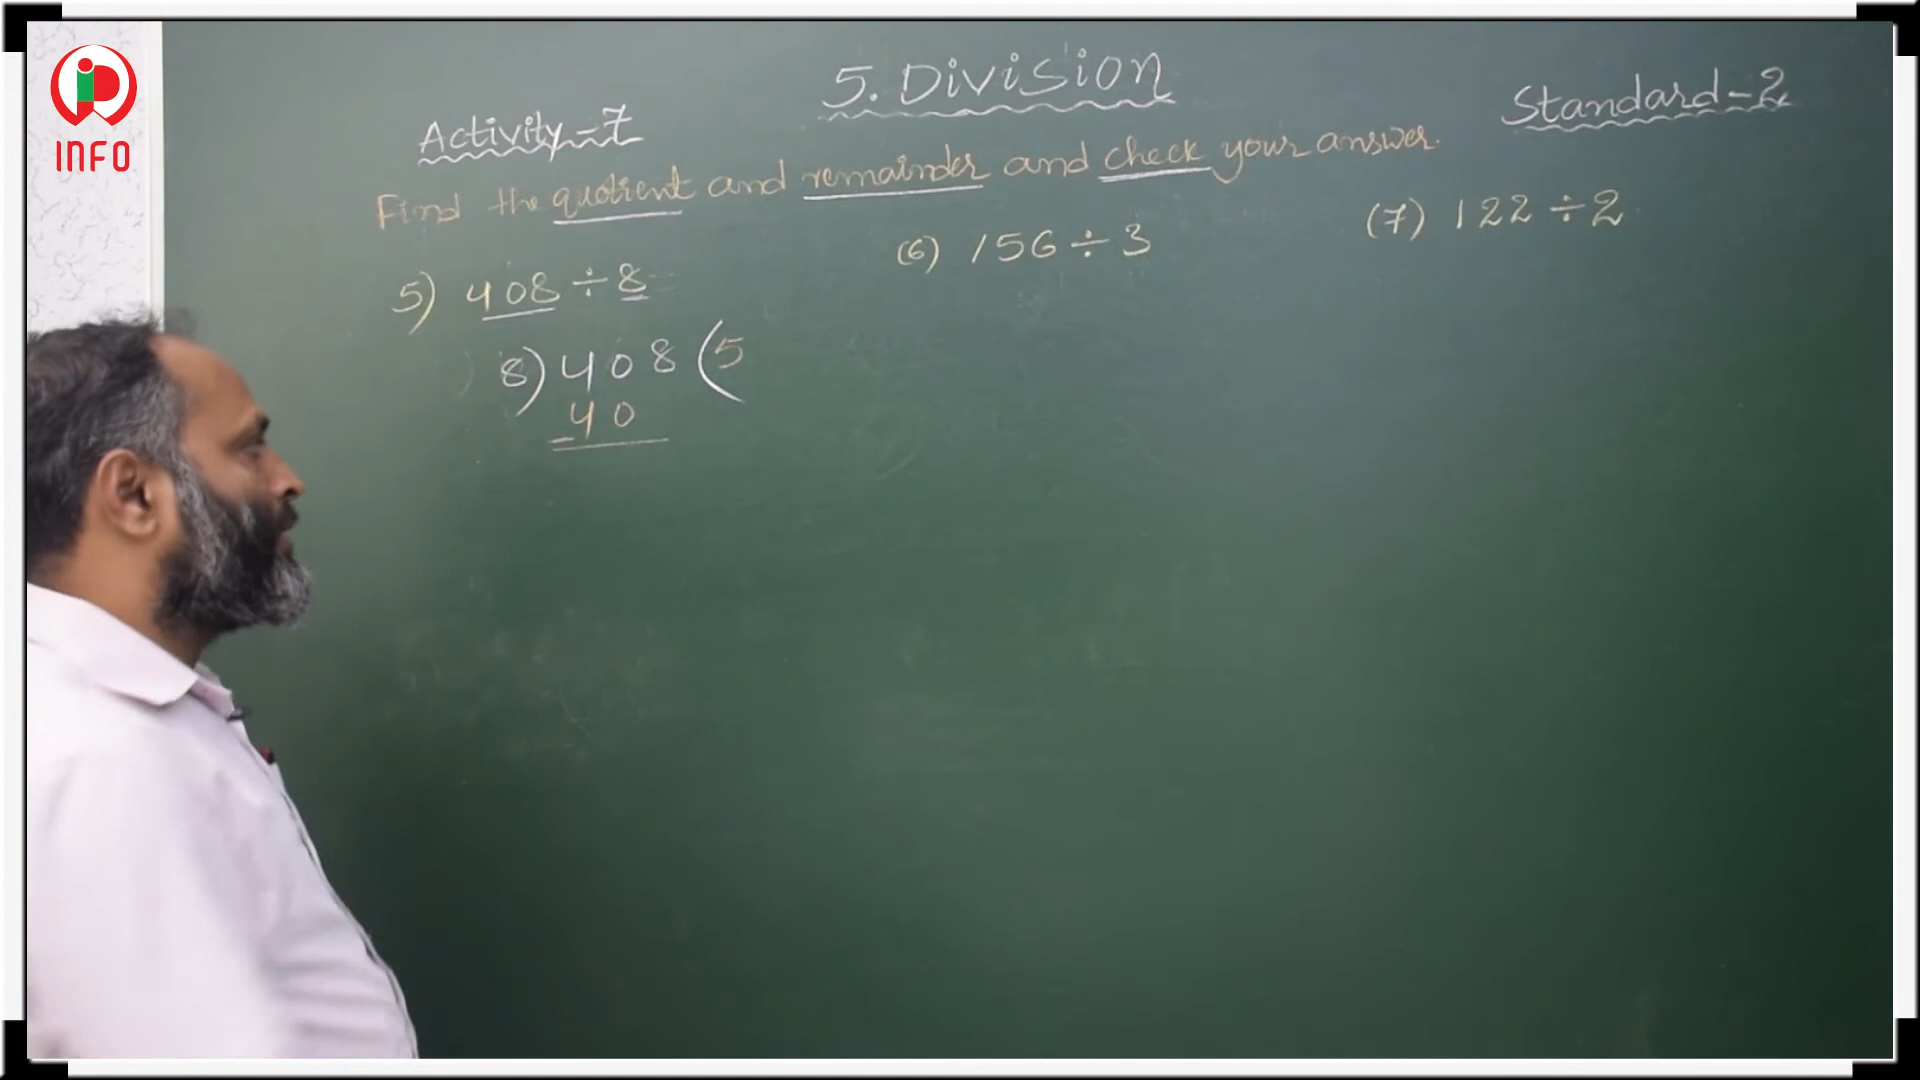 INFO
5. Division
Activity-7
Standard-2
Find the quotient and remainder and check your answer.
5) 408 ÷ 8
(6) 156 ÷ 3
(7) 122 ÷ 2
8) 408 (5
- 40